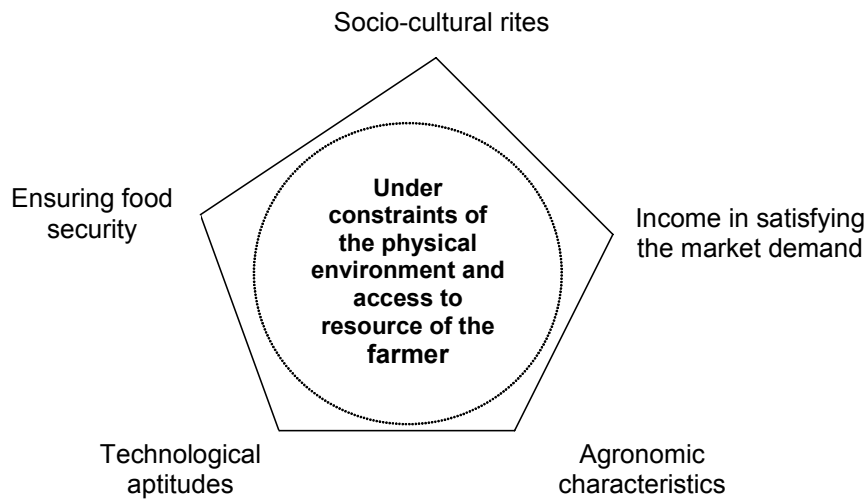 Socio-cultural rites
Ensuring food
security
Under
constraints of
the physical
environment and
access to
resource of the
farmer
Income in satisfying
the market demand
Technological
aptitudes
Agronomic
characteristics